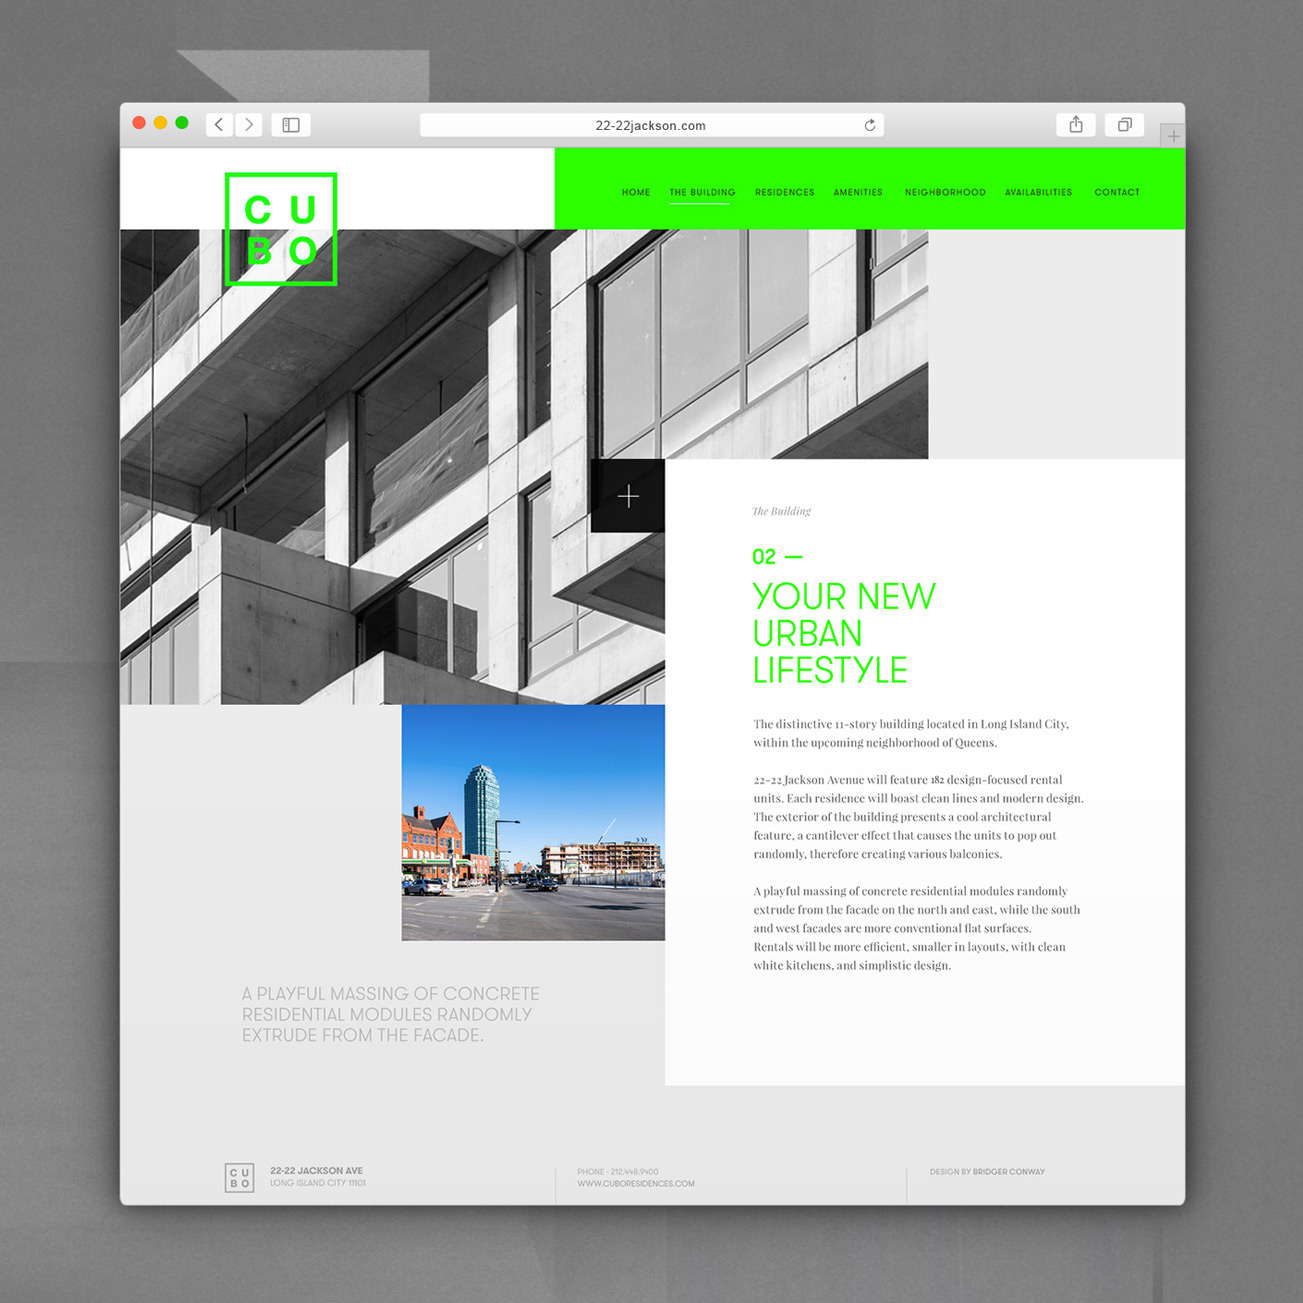 22-22jackson.com
C U
B O
HOME THE BUILDING RESIDENCES AMENITIES NEIGHBORHOOD AVAILABILITIES CONTACT
The Building
02 —
YOUR NEW
URBAN
LIFESTYLE
The distinctive 11-story building located in Long Island City,
within the upcoming neighborhood of Queens.
22-22 Jackson Avenue will feature 182 design-focused rental
units. Each residence will boast clean lines and modern design.
The exterior of the building presents a cool architectural
feature, a cantilever effect that causes the units to pop out
randomly, therefore creating various balconies.
A playful massing of concrete residential modules randomly
extrude from the facade on the north and east, while the south
and west facades are more conventional flat surfaces.
Rentals will be more efficient, smaller in layouts, with clean
white kitchens, and simplistic design.
A PLAYFUL MASSING OF CONCRETE
RESIDENTIAL MODULES RANDOMLY
EXTRUDE FROM THE FACADE.
C U
B O
22-22 JACKSON AVE
LONG ISLAND CITY 11101
PHONE - 212.448.9400
WWW.CUBORESIDENCES.COM
DESIGN BY BRIDGER CONWAY